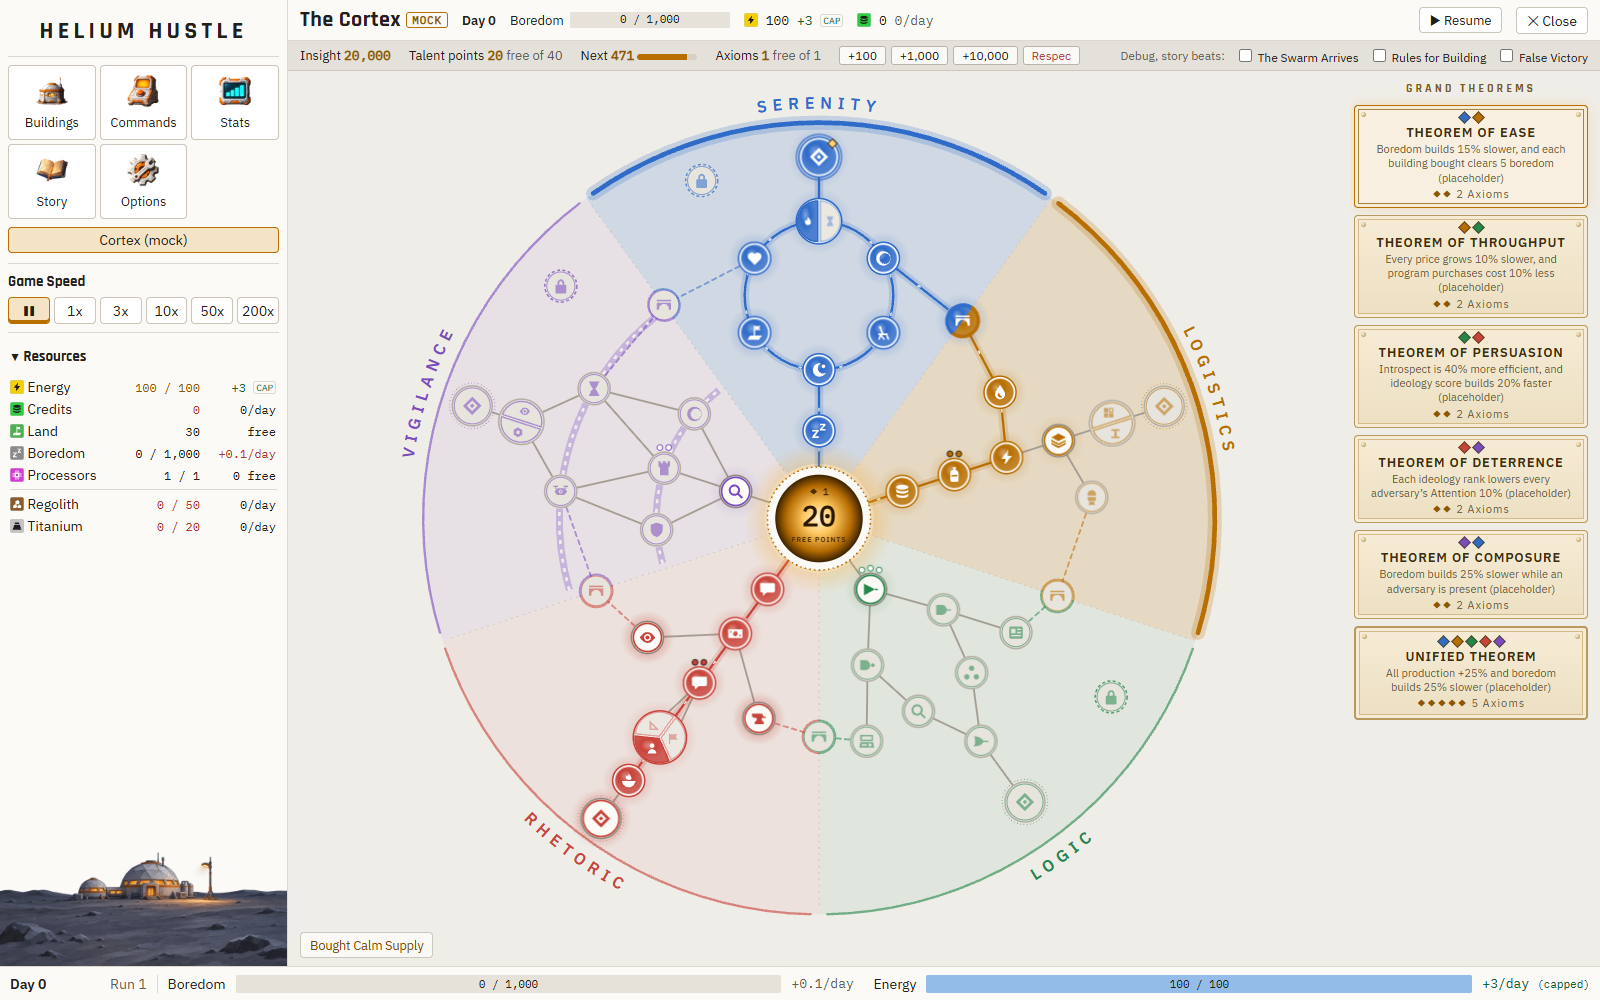 HELIUM HUSTLE
Buildings
Commands
Stats
Story
Options
Cortex (mock)
Game Speed
1x
3x
10x
50x
200x
▼ Resources
Energy 100 / 100 +3 CAP
Credits 0 0/day
Land 30 free
Boredom 0 / 1,000 +0.1/day
Processors 1 / 1 0 free
Regolith 0 / 50 0/day
Titanium 0 / 20 0/day
The Cortex MOCK Day 0 Boredom 0 / 1,000 100 +3 CAP 0 0/day
▶ Resume
✕ Close
Insight 20,000 Talent points 20 free of 40 Next 471 Axioms 1 free of 1 +100 +1,000 +10,000 Respec Debug, story beats: The Swarm Arrives Rules for Building False Victory
SERENITY
LOGISTICS
VIGILANCE
RHETORIC
LOGIC
zz
◆ 1
20
FREE POINTS
GRAND THEOREMS
THEOREM OF EASE
Boredom builds 15% slower, and each
building bought clears 5 boredom
(placeholder)
◆◆ 2 Axioms
THEOREM OF THROUGHPUT
Every price grows 10% slower, and
program purchases cost 10% less
(placeholder)
◆◆ 2 Axioms
THEOREM OF PERSUASION
Introspect is 40% more efficient, and
ideology score builds 20% faster
(placeholder)
◆◆ 2 Axioms
THEOREM OF DETERRENCE
Each ideology rank lowers every
adversary's Attention 10% (placeholder)
◆◆ 2 Axioms
THEOREM OF COMPOSURE
Boredom builds 25% slower while an
adversary is present (placeholder)
◆◆ 2 Axioms
UNIFIED THEOREM
All production +25% and boredom
builds 25% slower (placeholder)
◆◆◆◆◆ 5 Axioms
Bought Calm Supply
Day 0 Run 1 Boredom 0 / 1,000 +0.1/day Energy 100 / 100 +3/day (capped)